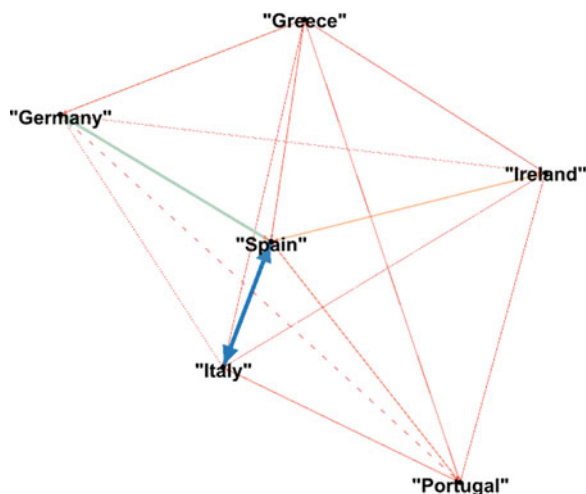 "Greece"
"Germany"
"Ireland"
"Spain"
"Italy"
"Portugal"